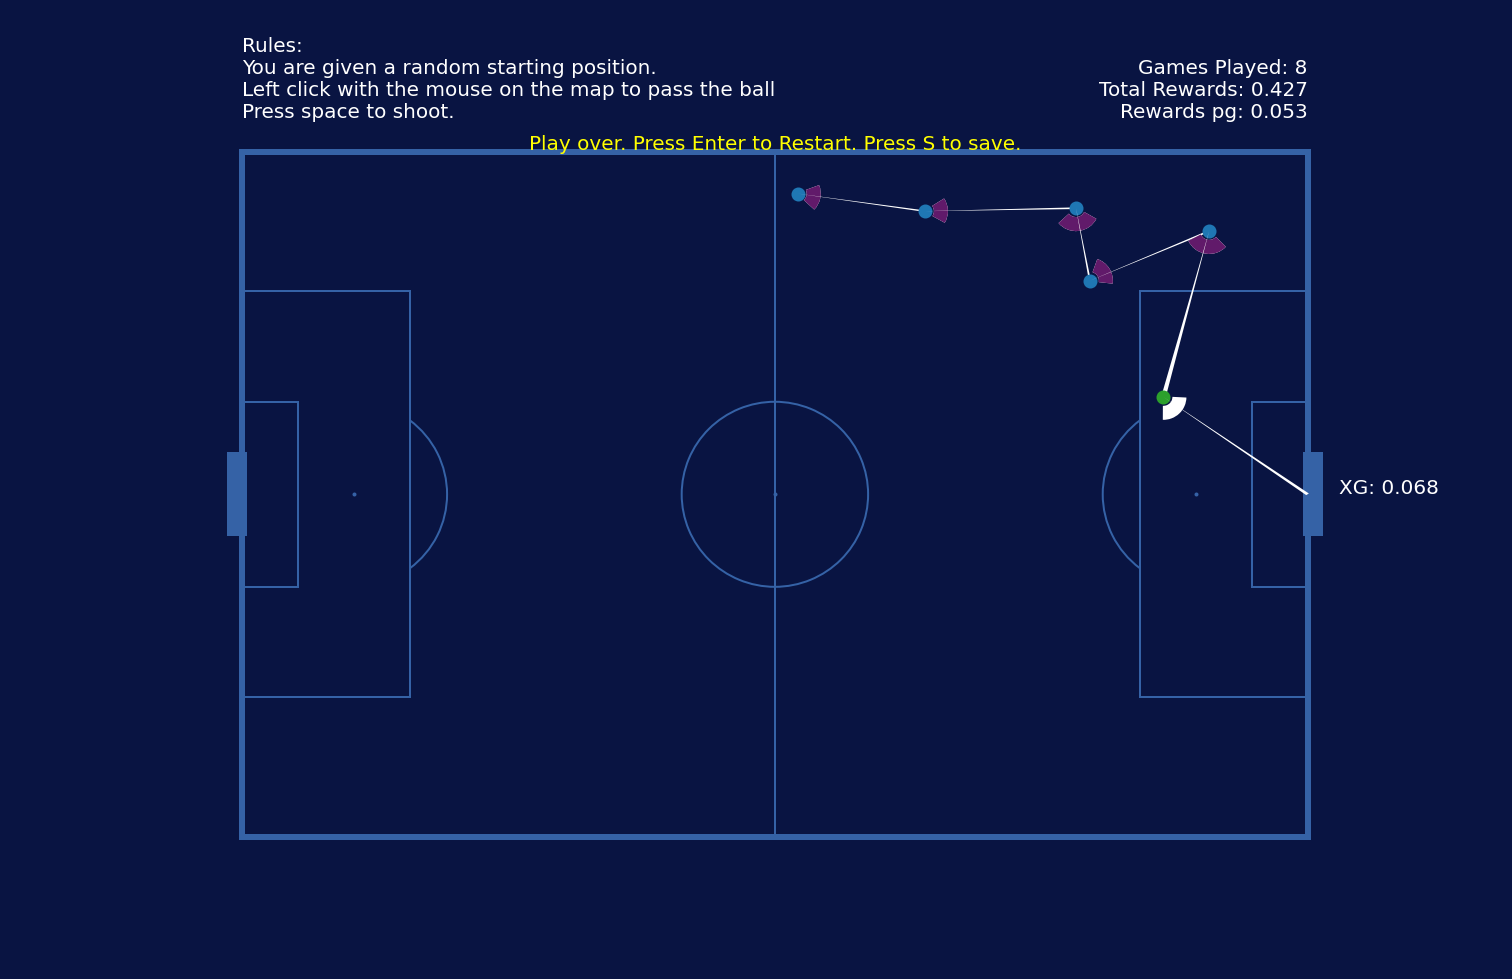 Rules:
You are given a random starting position.
Left click with the mouse on the map to pass the ball
Press space to shoot.
Games Played: 8
Total Rewards: 0.427
Rewards pg: 0.053
Play over. Press Enter to Restart. Press S to save.
XG: 0.068